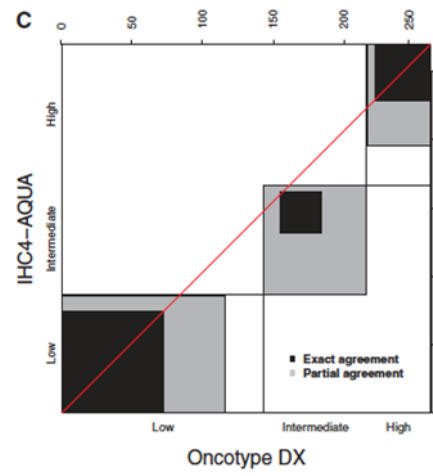 C
0 50 100 150 200 250
High
Intermediate
Low
IHC4–AQUA
Exact agreement
Partial agreement
Low Intermediate High
Oncotype DX